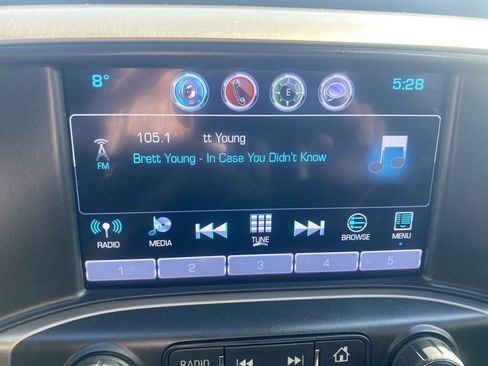 8°
5:28
E
105.1 tt Young
FM
Brett Young - In Case You Didn't Know
RADIO
MEDIA
TUNE
BROWSE
MENU
1 2 3 4 5
RADIO